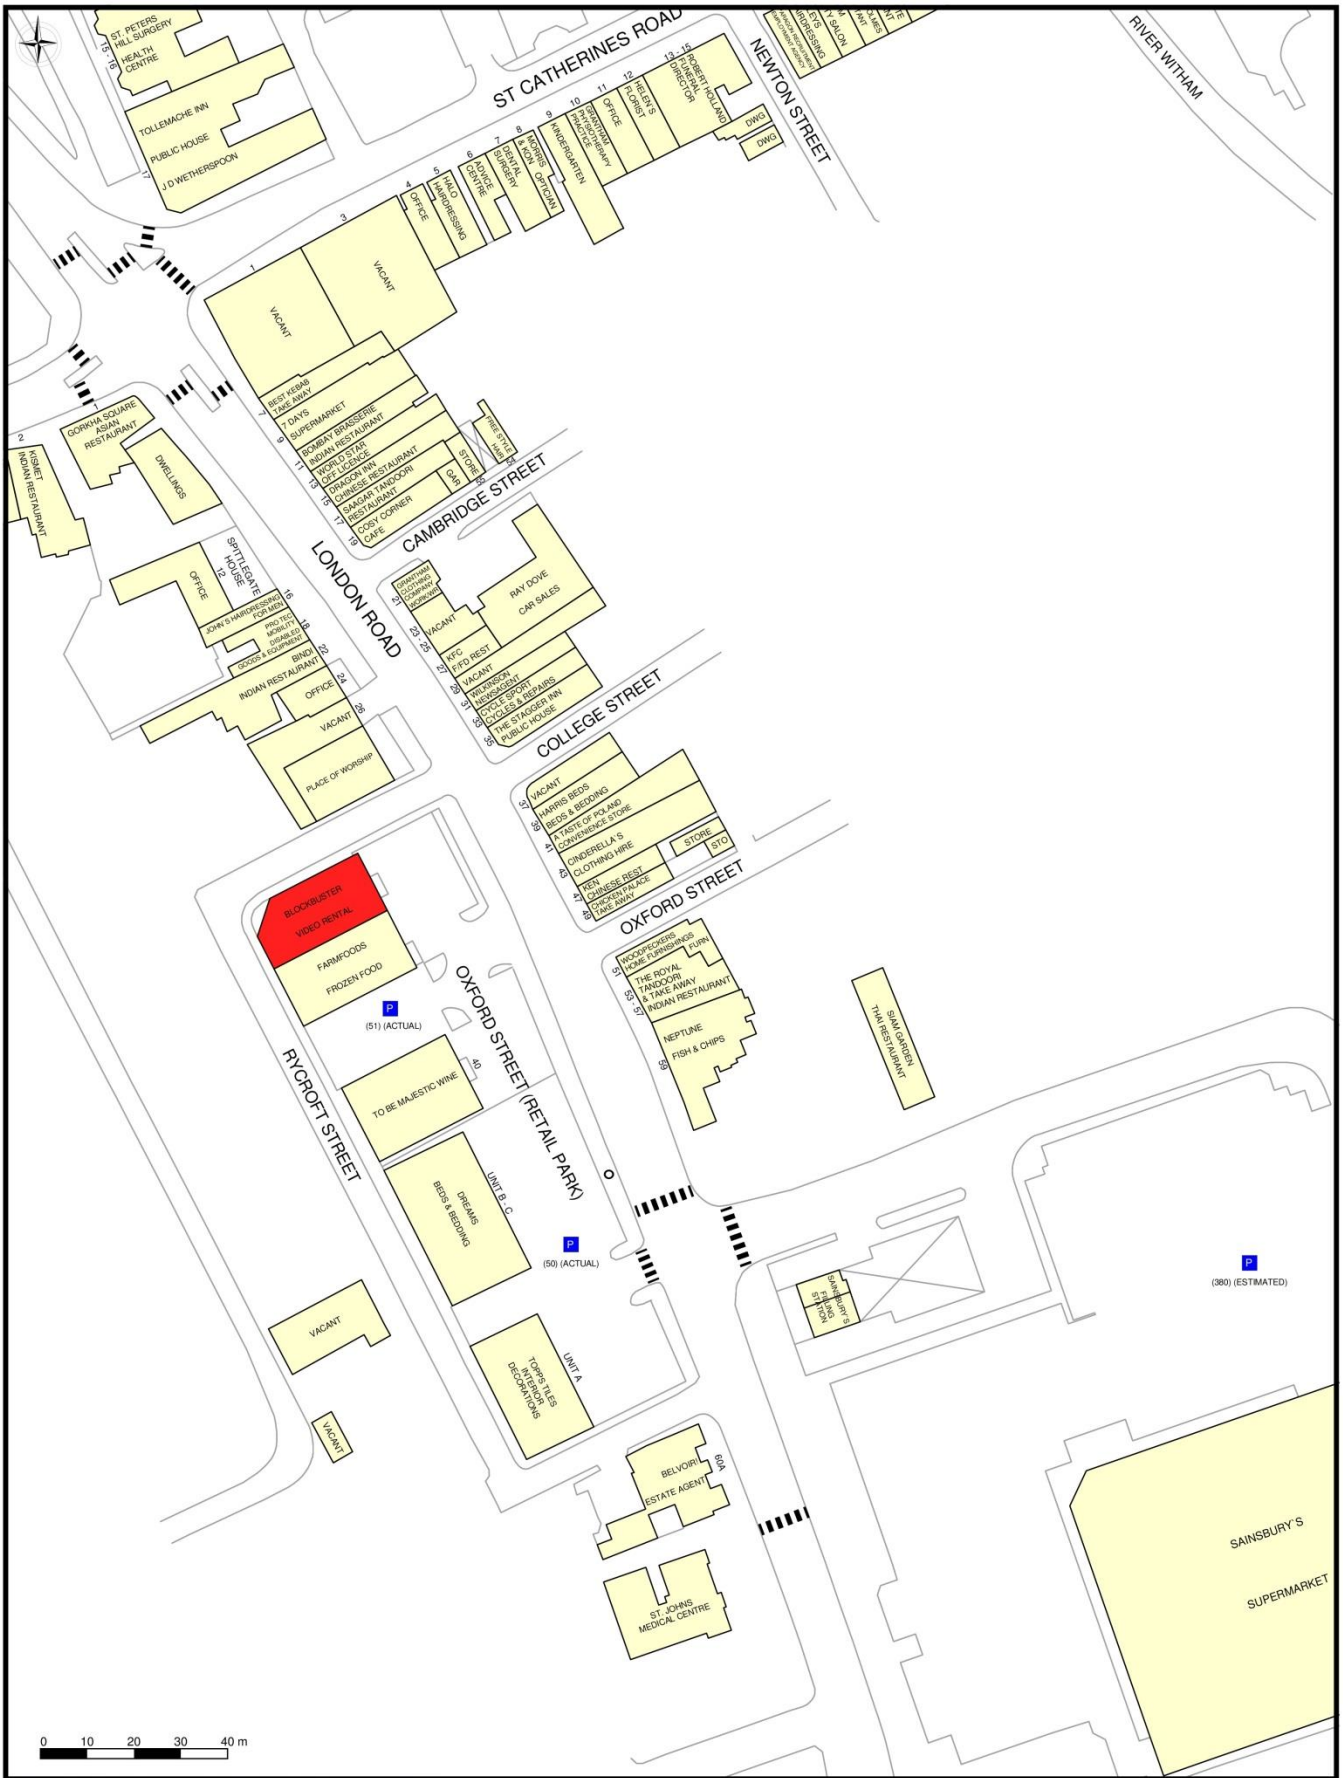 ST. PETERS
HILL SURGERY
HEALTH
CENTRE
15 - 16
TOLLEMACHE INN
PUBLIC HOUSE
J D WETHERSPOON
17
ST CATHERINES ROAD
NEWTON STREET
RIVER WITHAM
EMPLOYMENT AGENCY
HAIRDRESSING
SALON
13 - 15
ROBERT HOLLAND
FUNERAL
DIRECTOR
DWG
DWG
12
HELEN'S
FLORIST
11
OFFICE
10
GRANTHAM
PHYSIOTHERAPY
PRACTICE
9
KINDERGARTEN
8
MORRIS
& KON OPTICIAN
7
DENTAL
SURGERY
6
ADVICE
CENTRE
5
HALO
HAIRDRESSING
4
OFFICE
3
VACANT
1
VACANT
BEST KEBAB
TAKE AWAY
7
7 DAYS
SUPERMARKET
9
BOMBAY BRASSERIE
INDIAN RESTAURANT
11
WORLD STAR
OFF LICENCE
13
DRAGON INN
CHINESE RESTAURANT
15
SAAGAR TANDOORI
RESTAURANT
17
COSY CORNER
CAFE
19
GAR
STORE
FREE STYLE
HAIR
CAMBRIDGE STREET
1
GORKHA SQUARE
ASIAN
RESTAURANT
2
KISMET
INDIAN RESTAURANT
DWELLINGS
SPITTLEGATE
HOUSE
12
OFFICE
16
JOHN'S HAIRDRESSING
FOR MEN
18
PRO TEC
MOBILITY
DISABLED
GOODS & EQUIPMENT
22
BINDI
INDIAN RESTAURANT
24
OFFICE
26
VACANT
PLACE OF WORSHIP
LONDON ROAD
21
GRANTHAM
CLOTHING
COMPANY
WORKWR
23 - 25
VACANT
RAY DOVE
CAR SALES
27
KFC
F/FD REST
29
VACANT
31
WILKINSON
NEWSAGENT
33
CYCLE SPORT
CYCLES & REPAIRS
35
THE STAGGER INN
PUBLIC HOUSE
COLLEGE STREET
37
VACANT
39
HARRIS BEDS
BEDS & BEDDING
41
A TASTE OF POLAND
CONVENIENCE STORE
43
CINDERELLA'S
CLOTHING HIRE
47
KEN
CHINESE REST
49
CHICKEN PALACE
TAKE AWAY
STORE
STO
OXFORD STREET
51
WOODPECKERS
HOME FURNISHINGS
FURN
53 - 57
THE ROYAL
TANDOORI
& TAKE AWAY
INDIAN RESTAURANT
59
NEPTUNE
FISH & CHIPS
SIAM GARDEN
THAI RESTAURANT
BLOCKBUSTER
VIDEO RENTAL
FARMFOODS
FROZEN FOOD
P
(51) (ACTUAL)
OXFORD STREET (RETAIL PARK)
RYCROFT STREET
40
TO BE MAJESTIC WINE
UNIT B - C
DREAMS
BEDS & BEDDING
P
(50) (ACTUAL)
UNIT A
TOPPS TILES
INTERIOR
DECORATIONS
VACANT
VACANT
SAINSBURY'S
FILLING
STATION
P
(380) (ESTIMATED)
60A
BELVOIR!
ESTATE AGENT
ST. JOHNS
MEDICAL CENTRE
SAINSBURY'S
SUPERMARKET
0 10 20 30 40 m